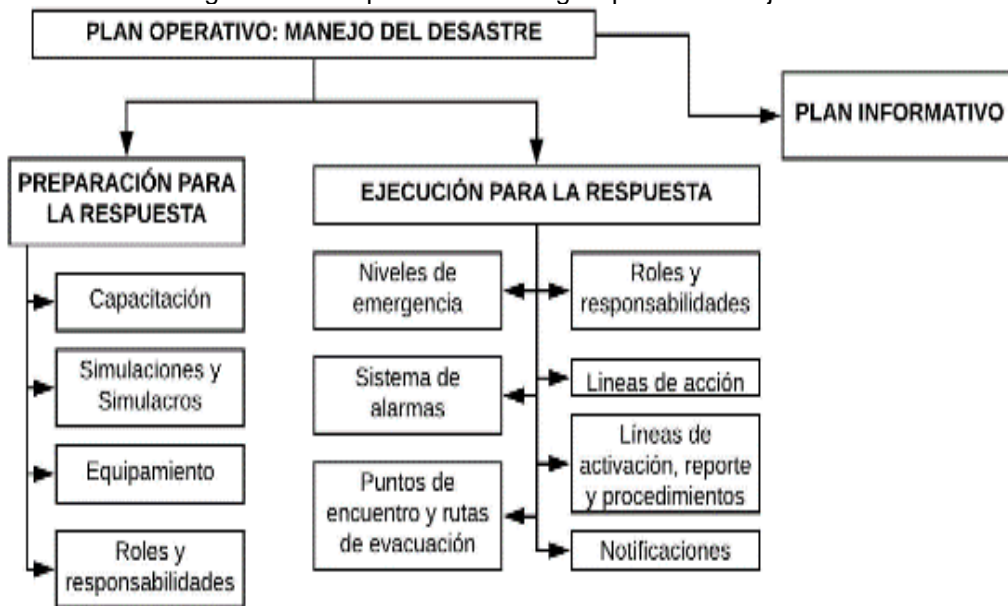 PLAN OPERATIVO: MANEJO DEL DESASTRE
PLAN INFORMATIVO
PREPARACIÓN PARA
LA RESPUESTA
Capacitación
Simulaciones y
Simulacros
Equipamiento
Roles y
responsabilidades
EJECUCIÓN PARA LA RESPUESTA
Niveles de
emergencia
Sistema de
alarmas
Puntos de
encuentro y rutas
de evacuación
Roles y
responsabilidades
Lineas de acción
Líneas de
activación, reporte
y procedimientos
Notificaciones